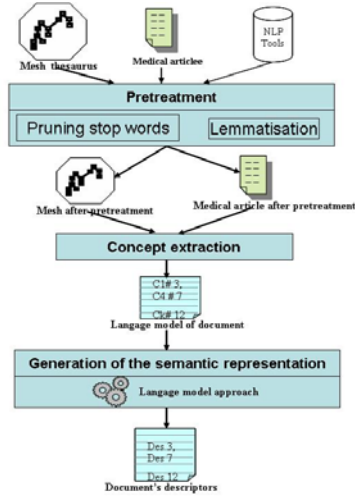 NLP
Tools
Mesh thesaurus
Medical articlee
Pretreatment
Pruning stop words
Lemmatisation
Mesh after pretreatment
Medical article after pretreatment
Concept extraction
C1# 3,
C4 # 7
Ck# 12
Langage model of document
Generation of the semantic representation
Langage model approach
Des 3,
Des 7
Des 12
Document's descriptors